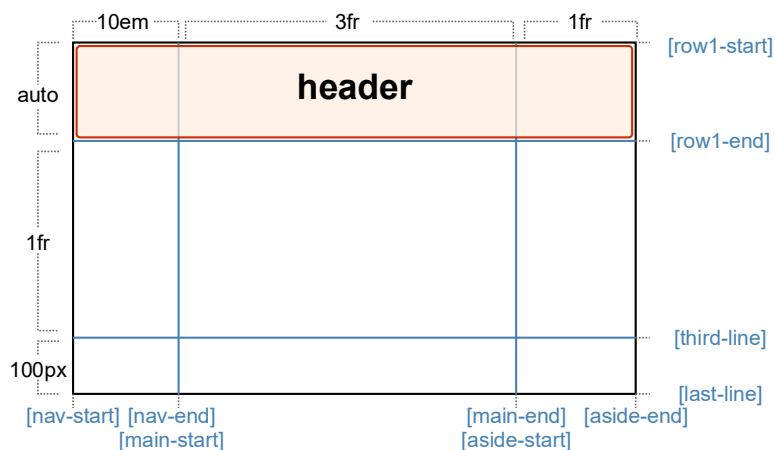 10em 3fr 1fr
[row1-start]
header
auto
[row1-end]
1fr
[third-line]
100px
[last-line]
[nav-start] [nav-end] [main-end] [aside-end]
[main-start] [aside-start]